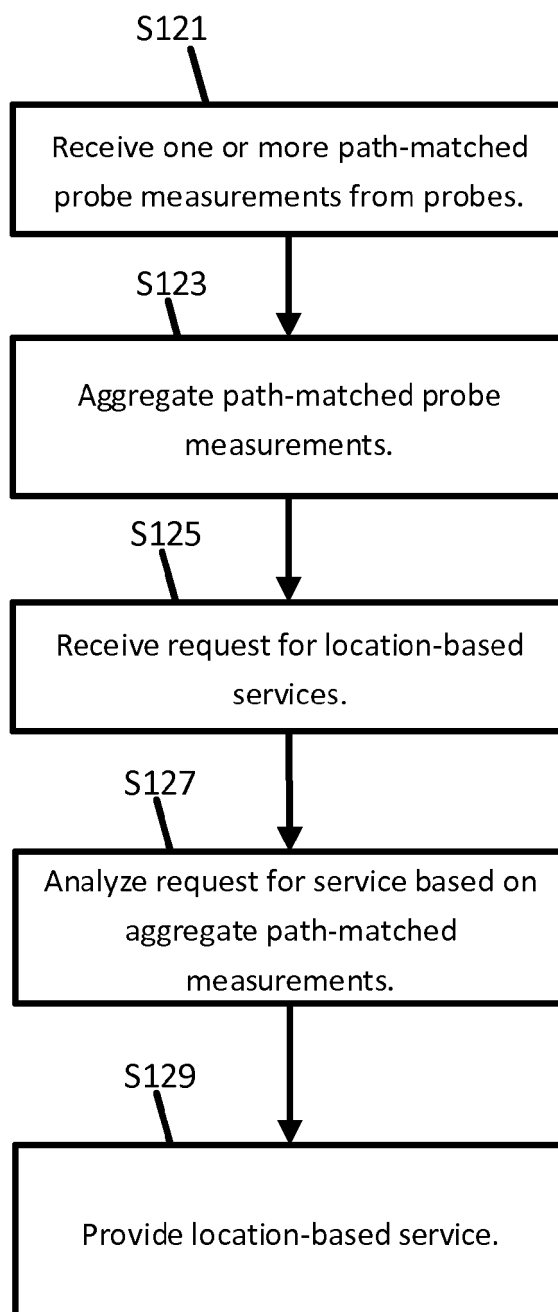 S121
Receive one or more path-matched
probe measurements from probes.
S123
Aggregate path-matched probe
measurements.
S125
Receive request for location-based
services.
S127
Analyze request for service based on
aggregate path-matched
measurements.
S129
Provide location-based service.